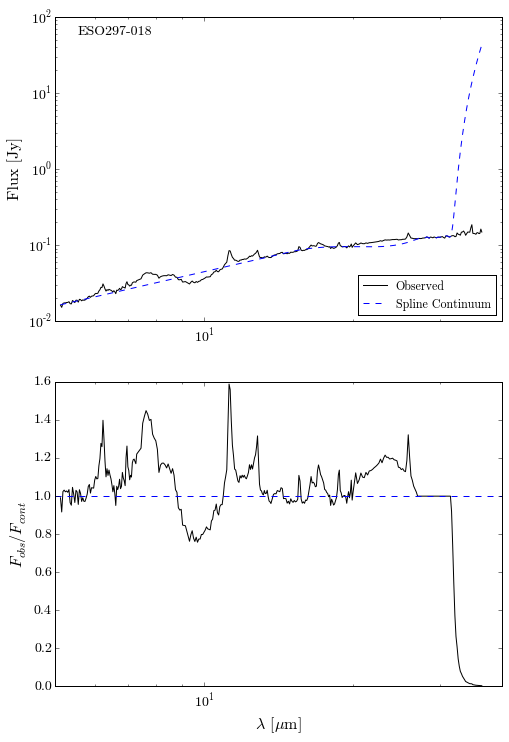 ESO297-018
Flux [Jy]
10^2
10^1
10^0
10^-1
10^-2
10^1
Observed
Spline Continuum
F_obs/F_cont
1.6
1.4
1.2
1.0
0.8
0.6
0.4
0.2
0.0
10^1
λ [μm]